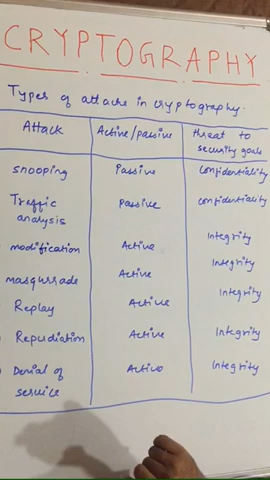 CRYPTOGRAPHY
Types of attacks in cryptography.
Attack Active/passive threat to security goals
snooping Passive Confidentiality
Traffic analysis Passive confidentiality
modification Active Integrity
masqurrade Active Integrity
Replay Active Integrity
Repudiation Active Integrity
Denial of service Active Integrity